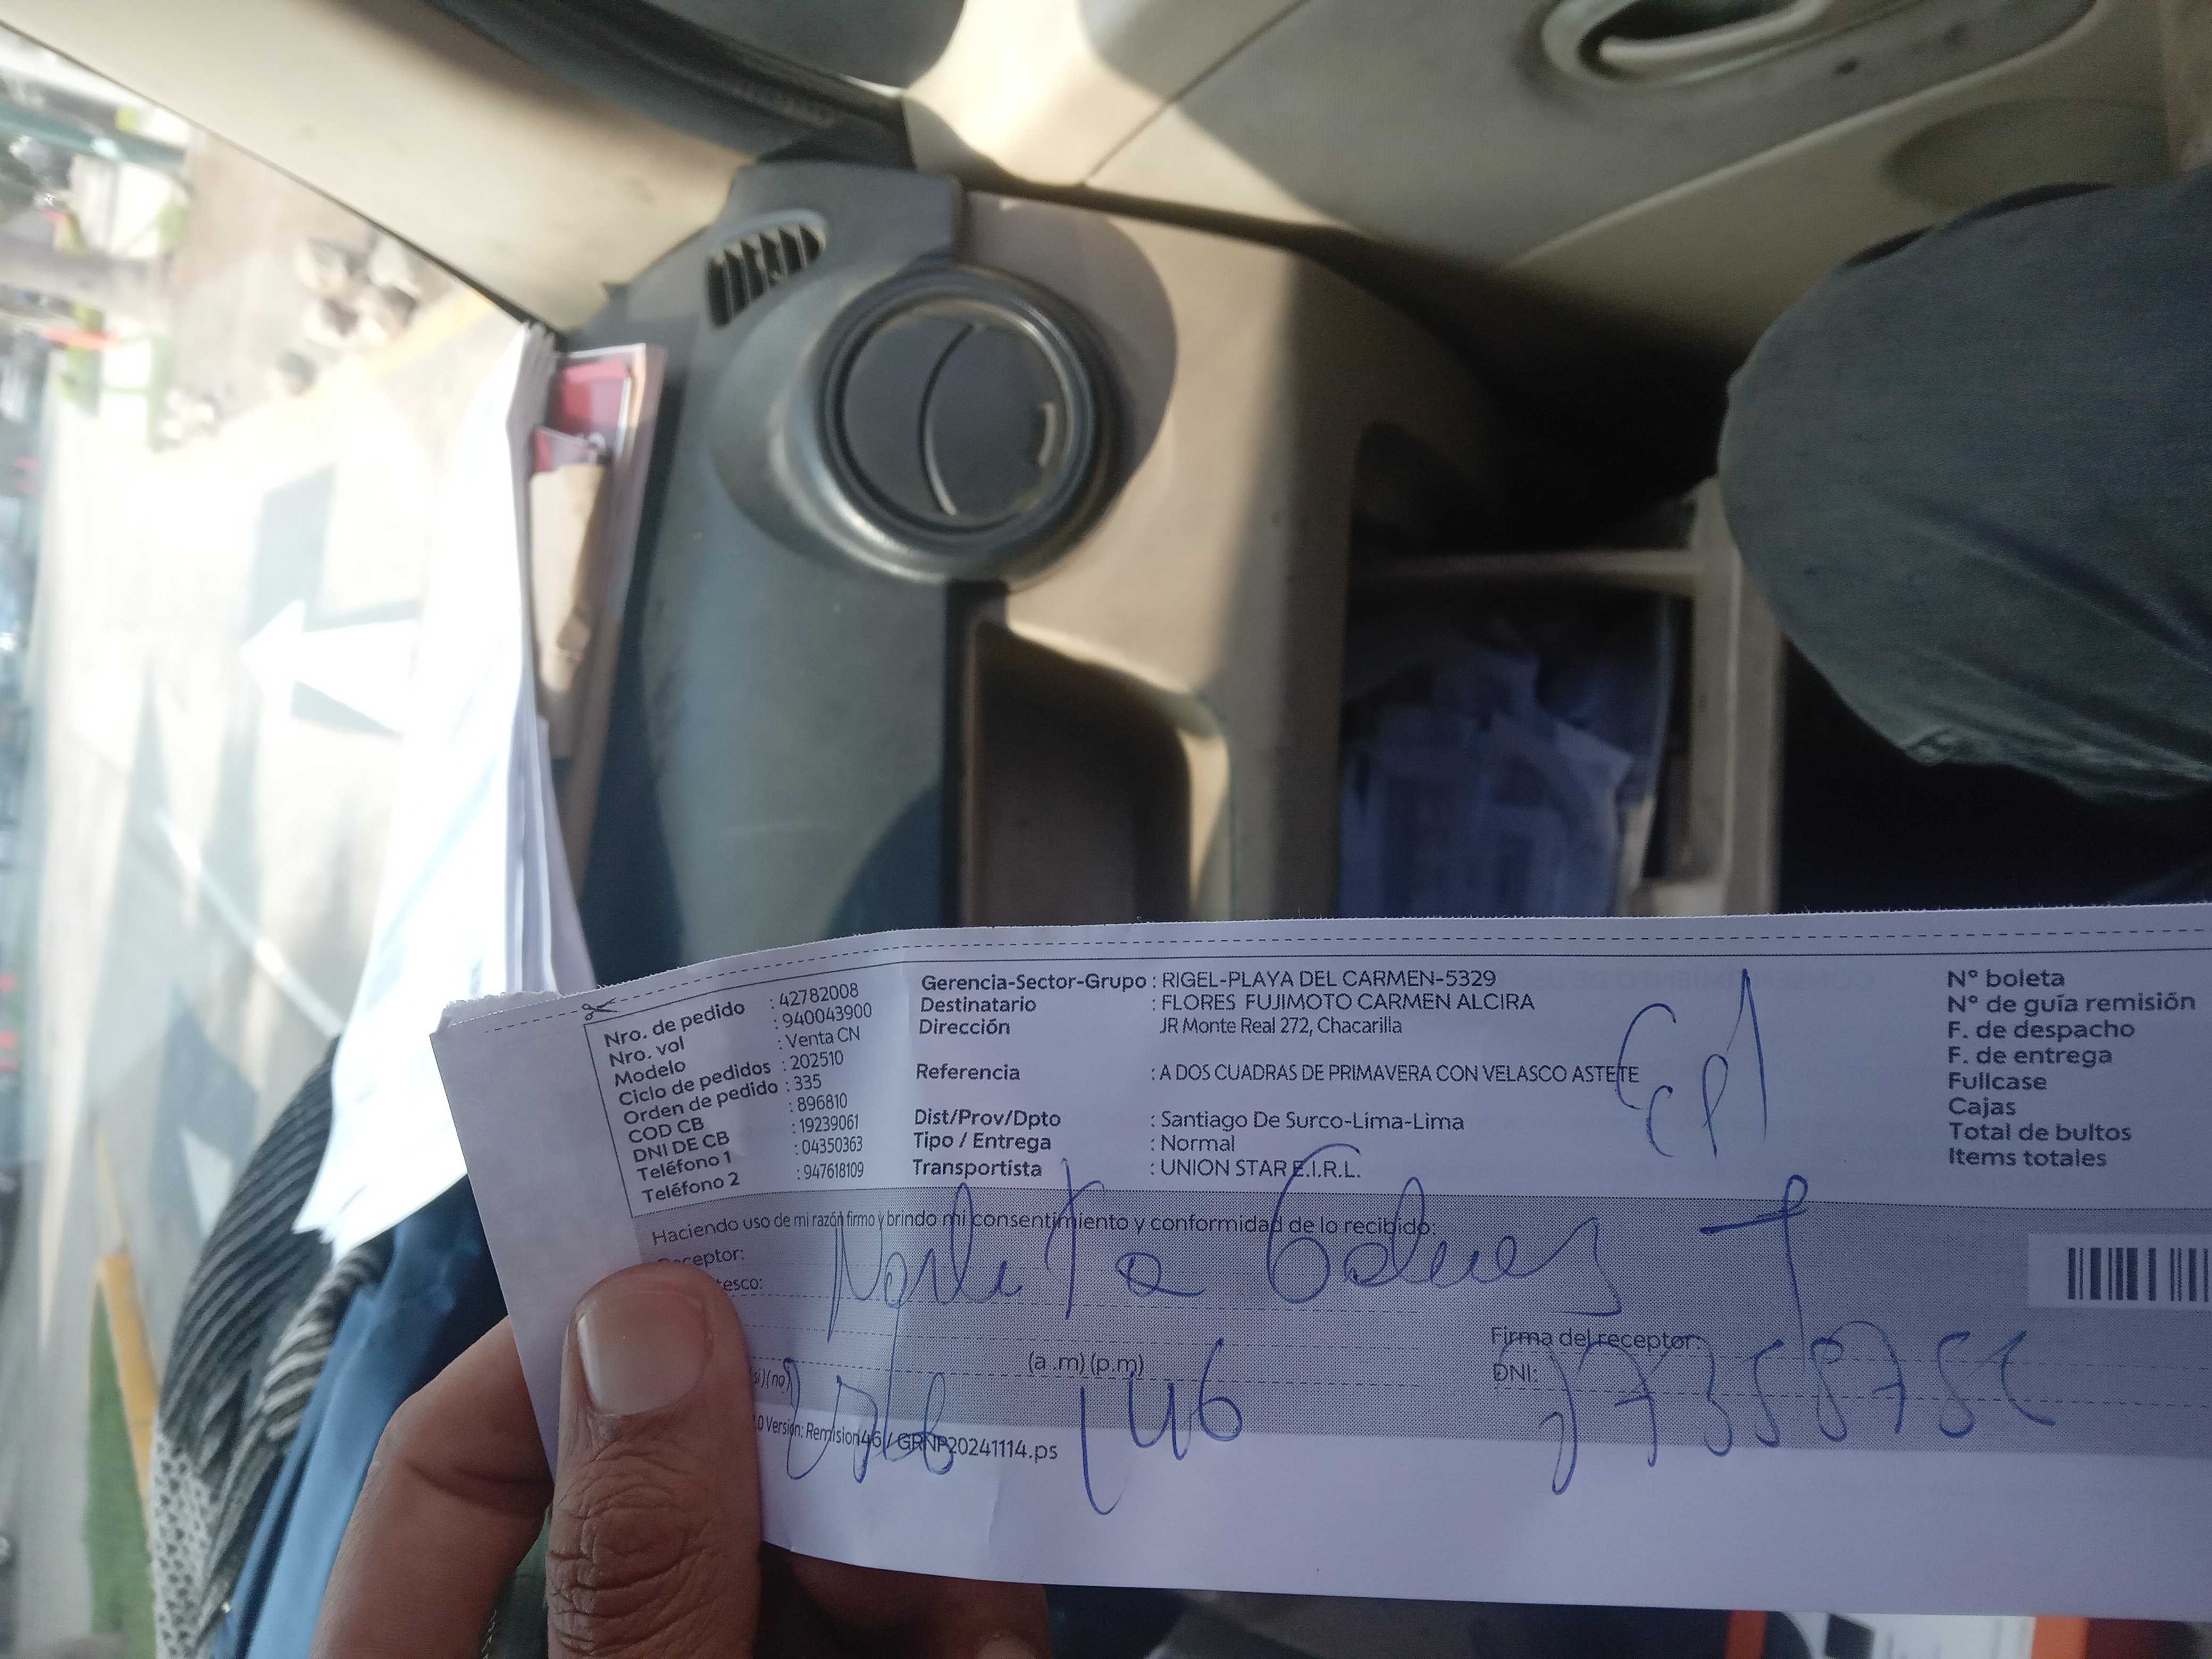 Nro. de pedido : 42782008
Nro. vol : 940043900
Modelo : Venta CN
Ciclo de pedidos : 202510
Orden de pedido : 335
COD CB : 896810
DNI DE CB : 19239061
Teléfono 1 : 04350363
Teléfono 2 : 947618109
Gerencia-Sector-Grupo : RIGEL-PLAYA DEL CARMEN-5329
Destinatario : FLORES FUJIMOTO CARMEN ALCIRA
Dirección JR Monte Real 272, Chacarilla
Referencia : A DOS CUADRAS DE PRIMAVERA CON VELASCO ASTETE
Dist/Prov/Dpto : Santiago De Surco-Lima-Lima
Tipo / Entrega : Normal
Transportista : UNION STAR E.I.R.L.
N° boleta
N° de guía remisión
F. de despacho
F. de entrega
Fullcase
Cajas
Total de bultos
Items totales
Haciendo uso de mi razón firmo y brindo mi consentimiento y conformidad de lo recibido:
Receptor:
tesco:
Firma del receptor:
(a .m) (p.m)
(si) (no)
DNI:
.0 Version: Remision46 / GRNP20241114.ps
146